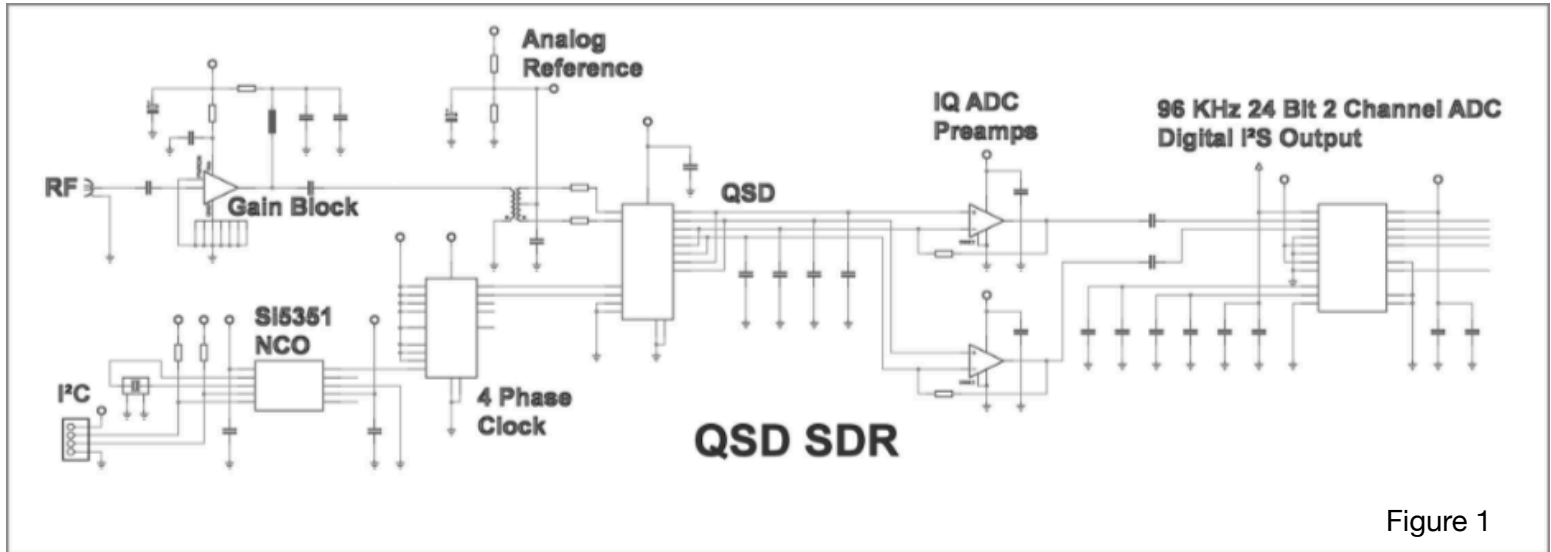 Analog
Reference
IQ ADC
Preamps
96 KHz 24 Bit 2 Channel ADC
Digital I²S Output
RF
Gain Block
QSD
SI5351
NCO
I²C
4 Phase
Clock
QSD SDR
Figure 1